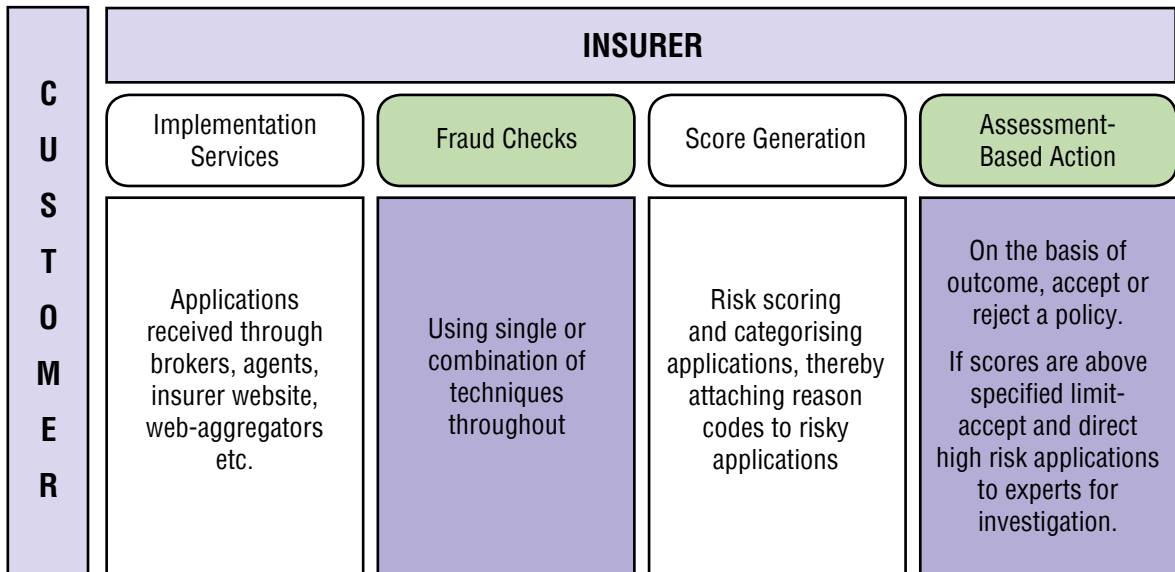 CUSTOMER
INSURER
Implementation
Services
Fraud Checks
Score Generation
Assessment-
Based Action
Applications
received through
brokers, agents,
insurer website,
web-aggregators
etc.
Using single or
combination of
techniques
throughout
Risk scoring
and categorising
applications, thereby
attaching reason
codes to risky
applications
On the basis of
outcome, accept or
reject a policy.
If scores are above
specified limit-
accept and direct
high risk applications
to experts for
investigation.